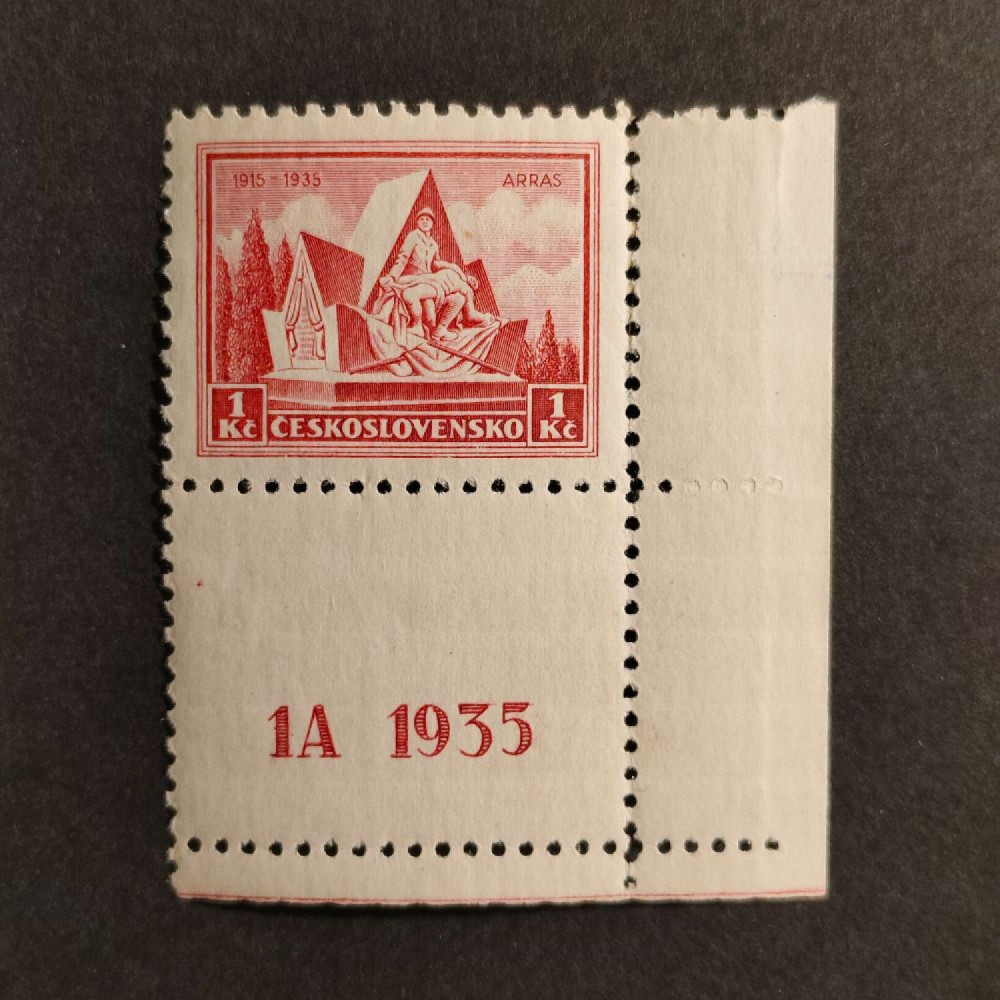 1915 - 1935 ARRAS
1 Kč ČESKOSLOVENSKO 1 Kč
1A 1935